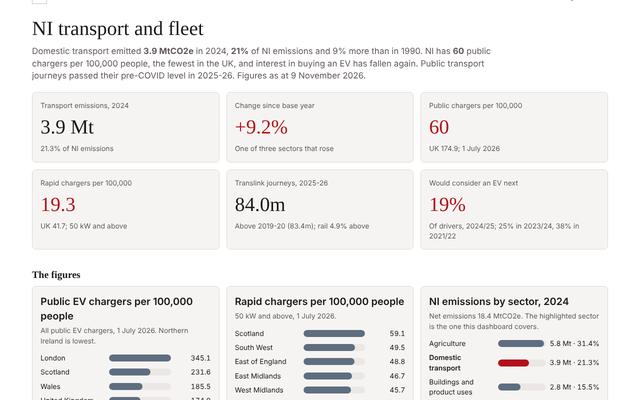 NI transport and fleet
Domestic transport emitted 3.9 MtCO2e in 2024, 21% of NI emissions and 9% more than in 1990. NI has 60 public
chargers per 100,000 people, the fewest in the UK, and interest in buying an EV has fallen again. Public transport
journeys passed their pre-COVID level in 2025-26. Figures as at 9 November 2026.
Transport emissions, 2024
3.9 Mt
21.3% of NI emissions
Change since base year
+9.2%
One of three sectors that rose
Public chargers per 100,000
60
UK 174.9; 1 July 2026
Rapid chargers per 100,000
19.3
UK 41.7; 50 kW and above
Translink journeys, 2025-26
84.0m
Above 2019-20 (83.4m); rail 4.9% above
Would consider an EV next
19%
Of drivers, 2024/25; 25% in 2023/24, 38% in
2021/22
The figures
Public EV chargers per 100,000
people
All public EV chargers, 1 July 2026. Northern
Ireland is lowest.
London 345.1
Scotland 231.6
Wales 185.5
United Kingdom 174.9
Rapid chargers per 100,000 people
50 kW and above, 1 July 2026.
Scotland 59.1
South West 49.5
East of England 48.8
East Midlands 46.7
West Midlands 45.7
NI emissions by sector, 2024
Net emissions 18.4 MtCO2e. The highlighted sector
is the one this dashboard covers.
Agriculture 5.8 Mt · 31.4%
Domestic
transport 3.9 Mt · 21.3%
Buildings and
product uses 2.8 Mt · 15.5%